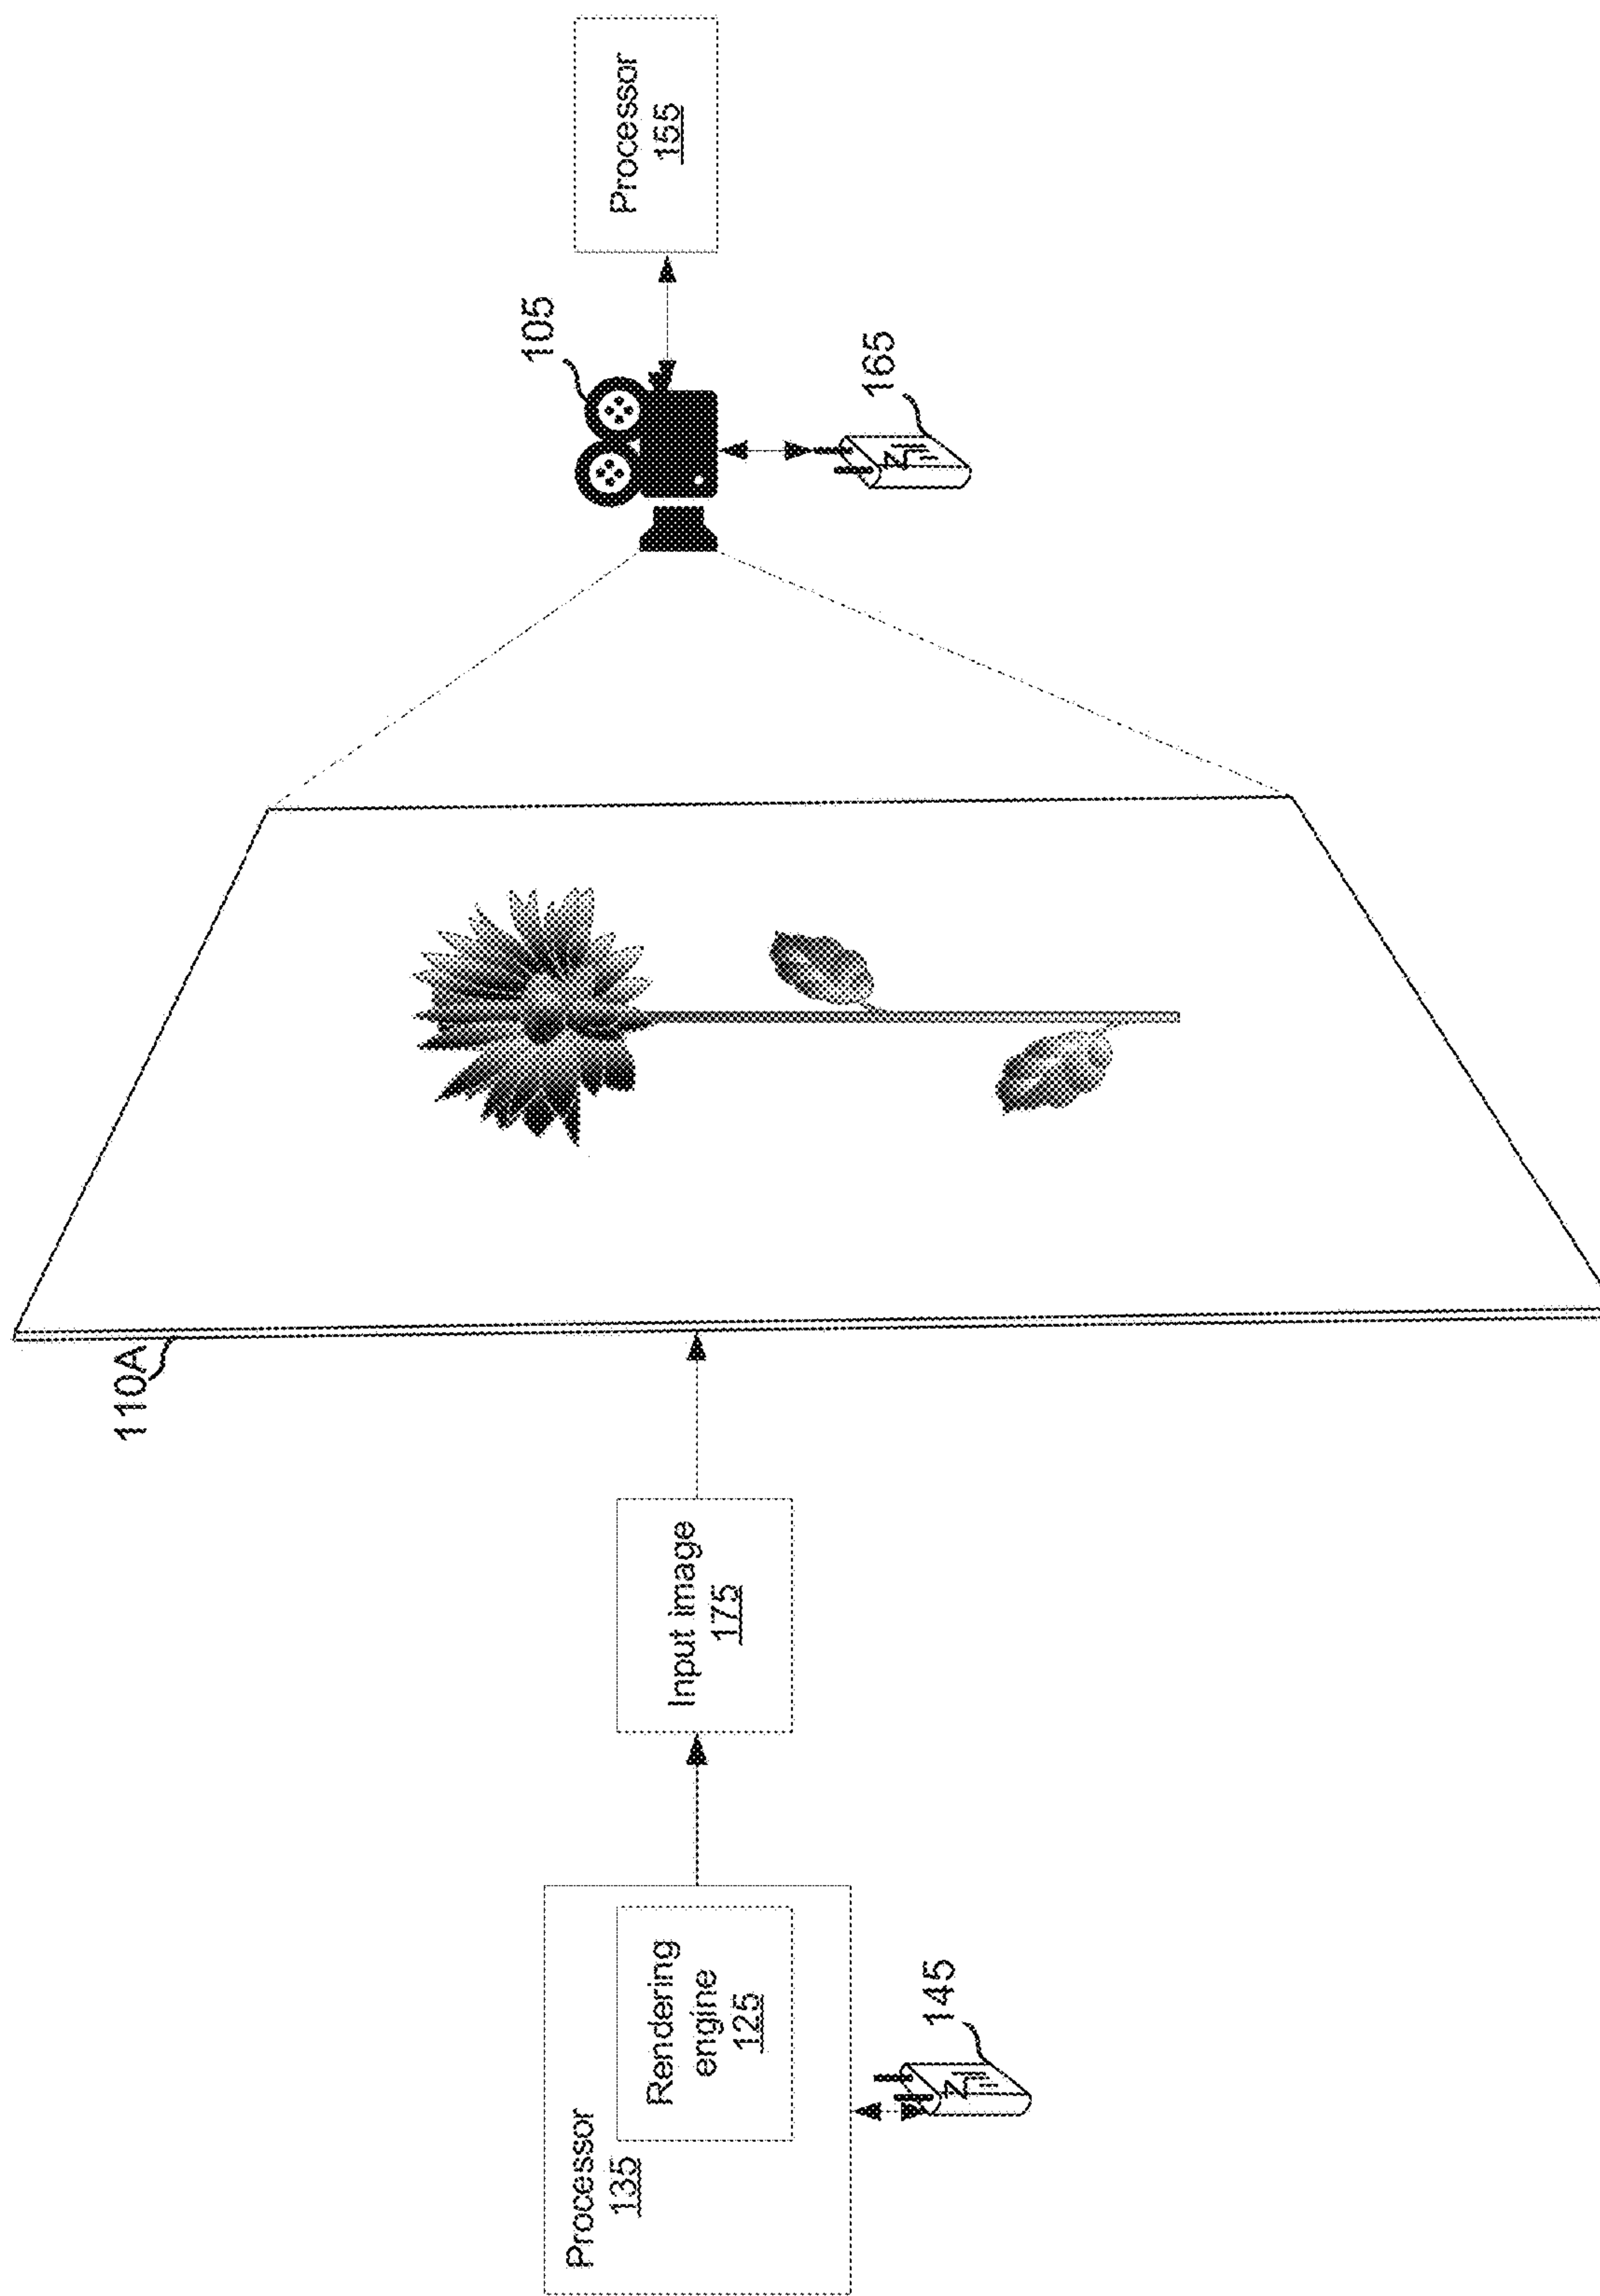 Processor
135
Rendering
engine
125
145
Input image
175
110A
105
165
Processor
155